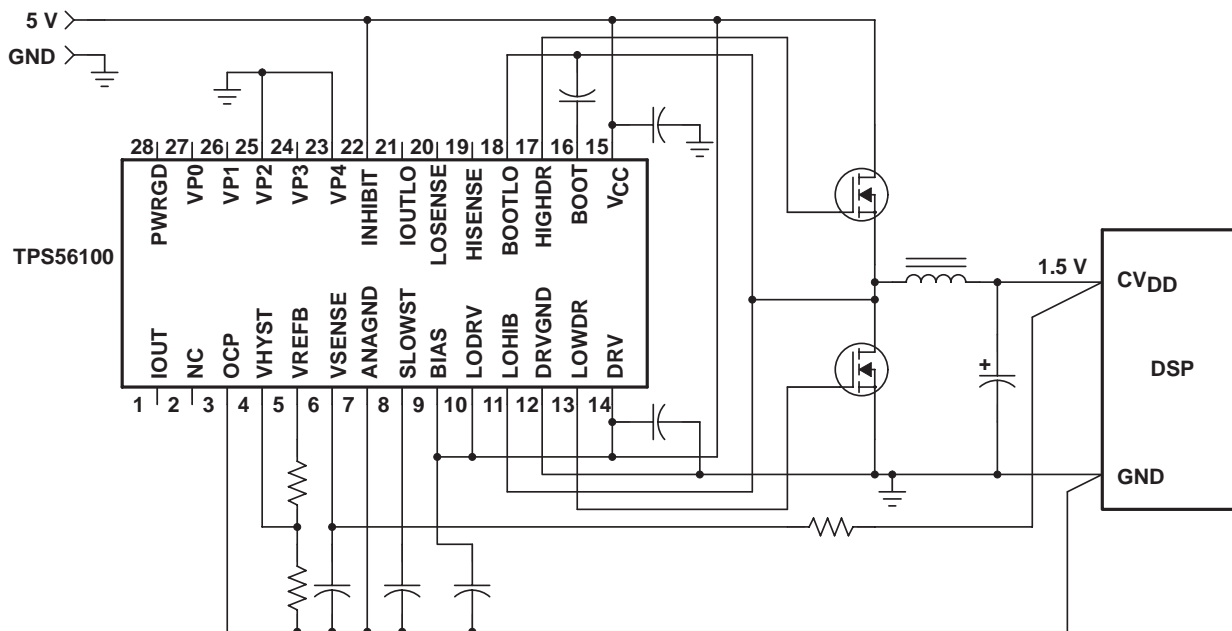 5 V
GND
28 27 26 25 24 23 22 21 20 19 18 17 16 15
PWRGD
VP0
VP1
VP2
VP3
VP4
INHIBIT
IOUTLO
LOSENSE
HISENSE
BOOTLO
HIGHDR
BOOT
VCC
TPS56100
IOUT
NC
OCP
VHYST
VREFB
VSENSE
ANAGND
SLOWST
BIAS
LODRV
LOHIB
DRVGND
LOWDR
DRV
1 2 3 4 5 6 7 8 9 10 11 12 13 14
1.5 V
CVDD
DSP
GND
+